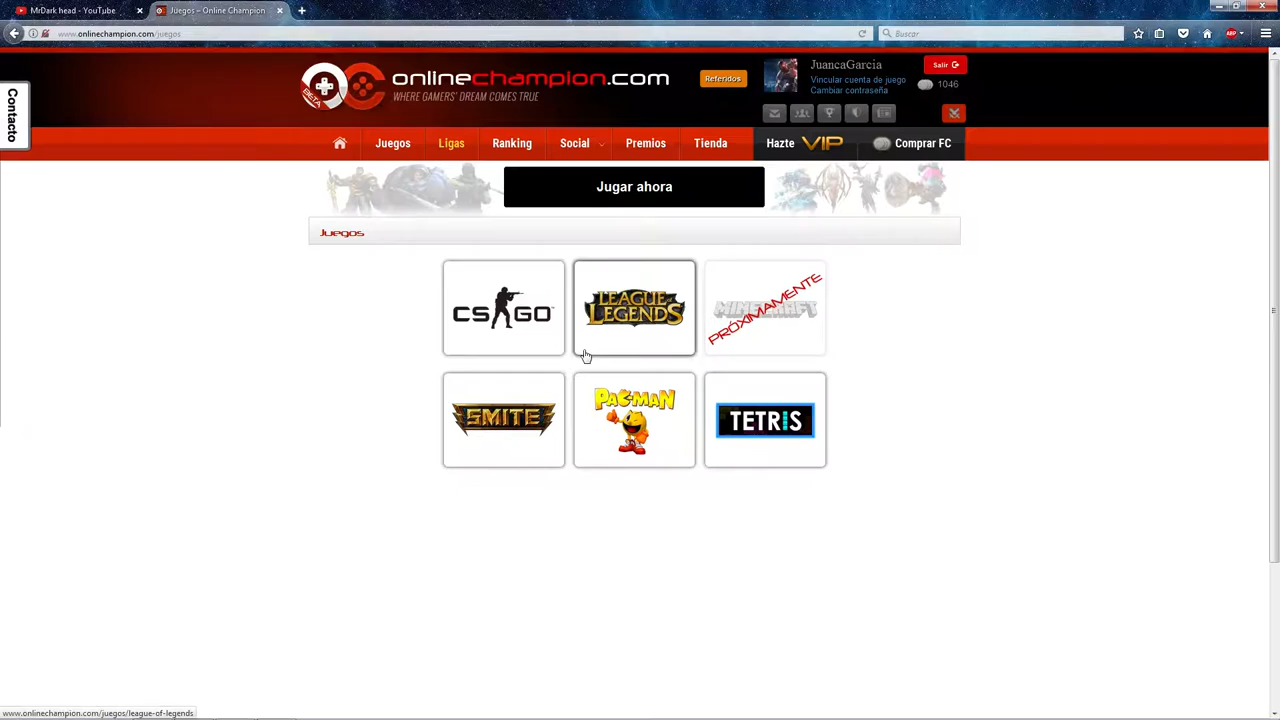 MrDark head - YouTube
Juegos – Online Champion
www.onlinechampion.com/juegos
Buscar
ABP
Contacto
BETA
onlinechampion.com
WHERE GAMERS' DREAM COMES TRUE
Referidos
JuancaGarcia
Vincular cuenta de juego
Cambiar contraseña
Salir
1046
Juegos
Ligas
Ranking
Social
Premios
Tienda
Hazte VIP
Comprar FC
Jugar ahora
Juegos
CS GO
LEAGUE of LEGENDS
MINECRAFT
PRÓXIMAMENTE
SMITE
PAC-MAN
TETRIS
www.onlinechampion.com/juegos/league-of-legends